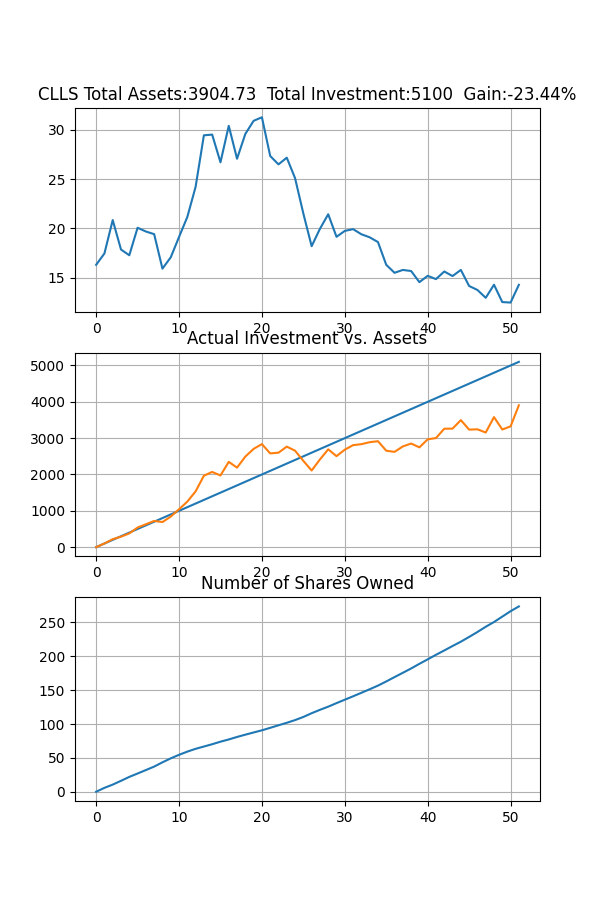 CLLS Total Assets:3904.73  Total Investment:5100  Gain:-23.44%
30
25
20
15
0 10 20 30 40 50
Actual Investment vs. Assets
5000
4000
3000
2000
1000
0
0 10 20 30 40 50
Number of Shares Owned
250
200
150
100
50
0
0 10 20 30 40 50